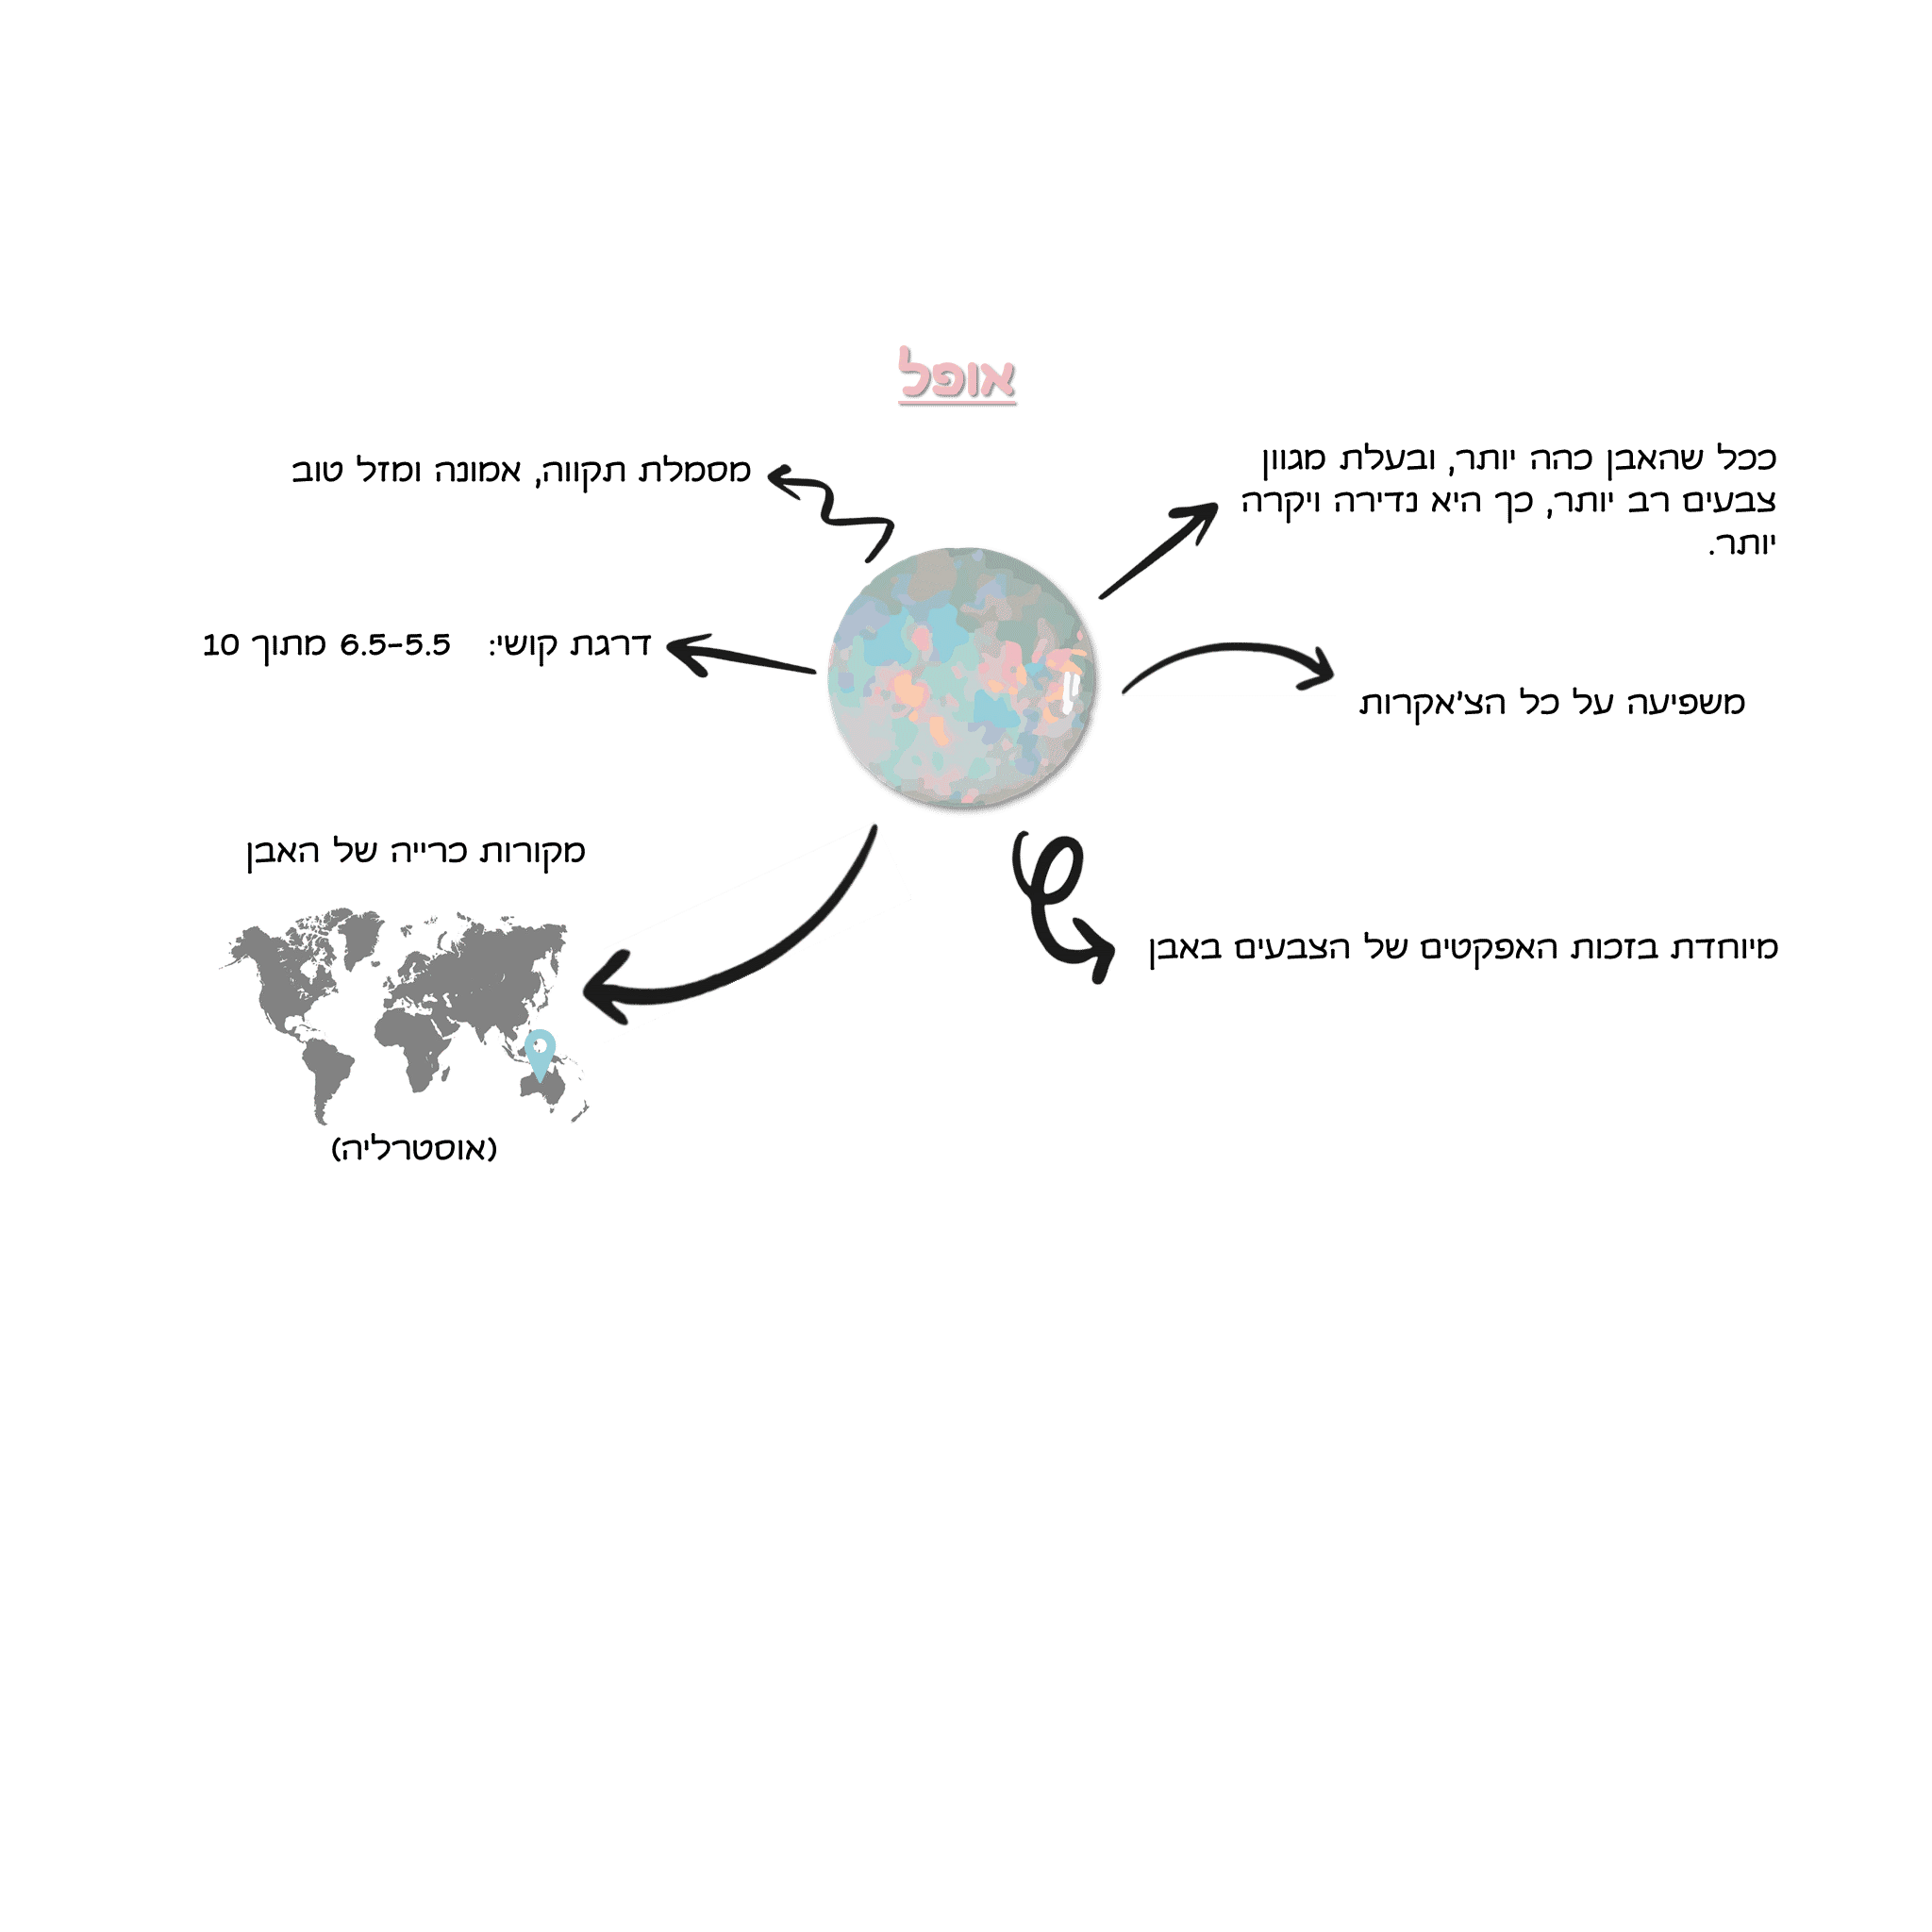 אופל
ככל שהאבן כהה יותר, ובעלת מגוון
צבעים רב יותר, כך היא נדירה ויקרה
יותר.
מסמלת תקווה, אמונה ומזל טוב
דרגת קושי: 6.5-5.5 מתוך 10
משפיעה על כל הצ'אקרות
מקורות כרייה של האבן
מיוחדת בזכות האפקטים של הצבעים באבן
(אוסטרליה)